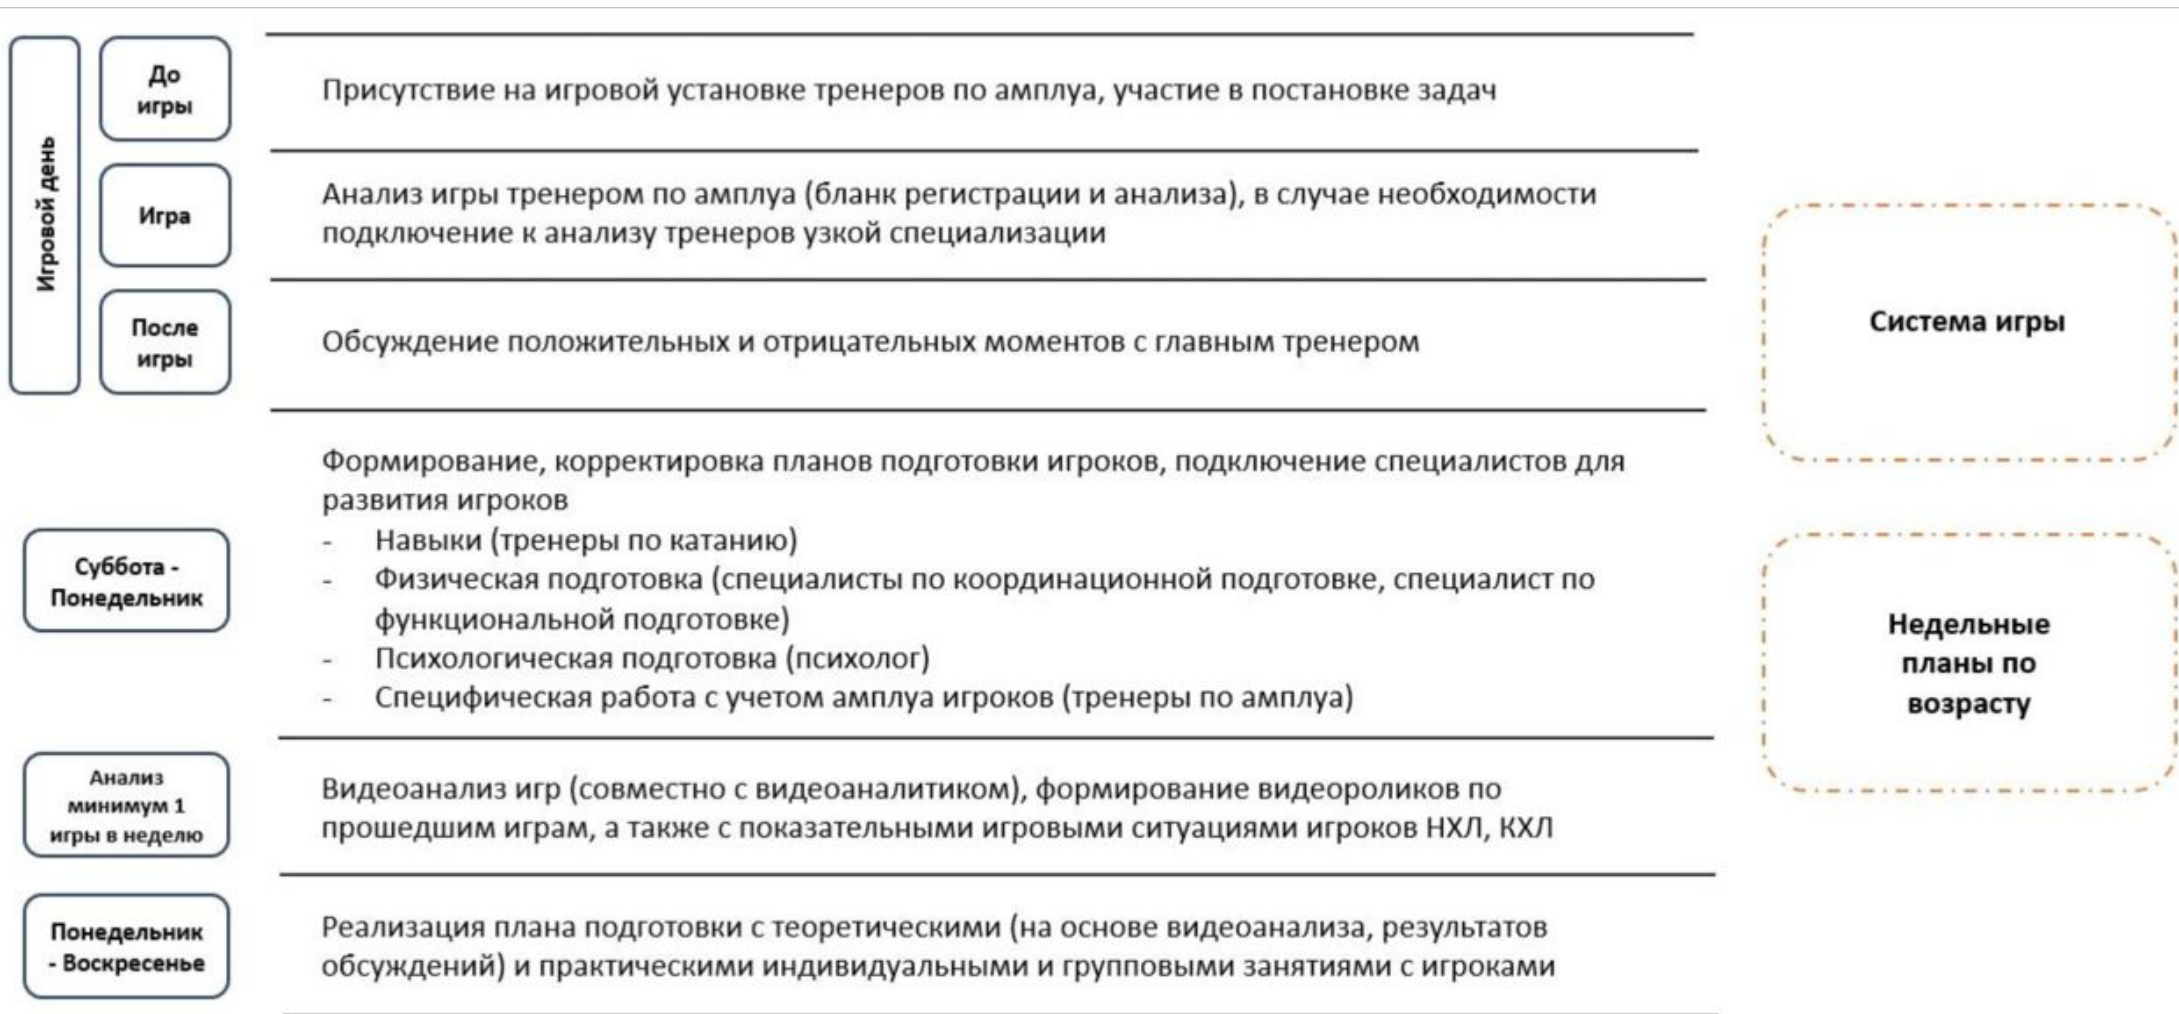 Игровой день
До
игры
Присутствие на игровой установке тренеров по амплуа, участие в постановке задач
Игра
Анализ игры тренером по амплуа (бланк регистрации и анализа), в случае необходимости
подключение к анализу тренеров узкой специализации
После
игры
Обсуждение положительных и отрицательных моментов с главным тренером
Суббота -
Понедельник
Формирование, корректировка планов подготовки игроков, подключение специалистов для
развития игроков
- Навыки (тренеры по катанию)
- Физическая подготовка (специалисты по координационной подготовке, специалист по
функциональной подготовке)
- Психологическая подготовка (психолог)
- Специфическая работа с учетом амплуа игроков (тренеры по амплуа)
Анализ
минимум 1
игры в неделю
Видеоанализ игр (совместно с видеоаналитиком), формирование видеороликов по
прошедшим играм, а также с показательными игровыми ситуациями игроков НХЛ, КХЛ
Понедельник
- Воскресенье
Реализация плана подготовки с теоретическими (на основе видеоанализа, результатов
обсуждений) и практическими индивидуальными и групповыми занятиями с игроками
Система игры
Недельные
планы по
возрасту